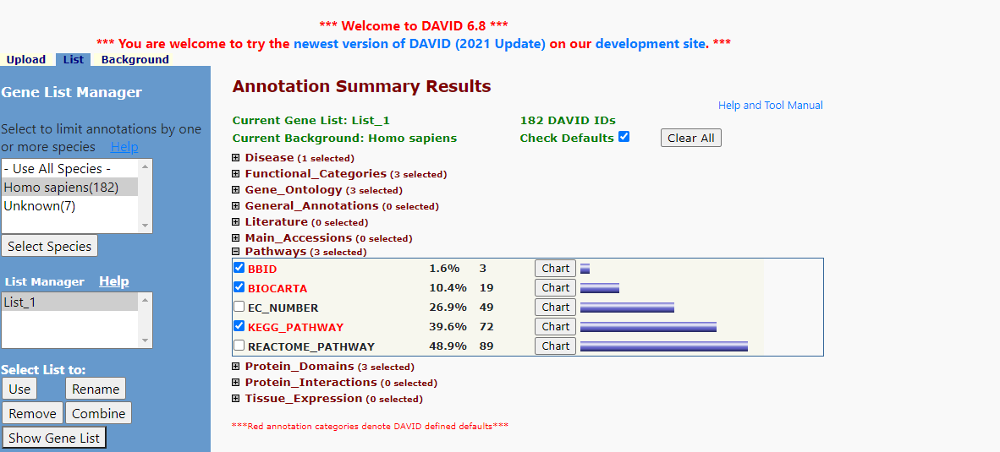 *** Welcome to DAVID 6.8 ***
*** You are welcome to try the newest version of DAVID (2021 Update) on our development site. ***
Upload List Background
Gene List Manager
Select to limit annotations by one
or more species Help
- Use All Species -
Homo sapiens(182)
Unknown(7)
Select Species
List Manager Help
List_1
Select List to:
Use Rename
Remove Combine
Show Gene List
Annotation Summary Results
Help and Tool Manual
Current Gene List: List_1 182 DAVID IDs
Current Background: Homo sapiens Check Defaults Clear All
Disease (1 selected)
Functional_Categories (3 selected)
Gene_Ontology (3 selected)
General_Annotations (0 selected)
Literature (0 selected)
Main_Accessions (0 selected)
Pathways (3 selected)
BBID 1.6% 3 Chart
BIOCARTA 10.4% 19 Chart
EC_NUMBER 26.9% 49 Chart
KEGG_PATHWAY 39.6% 72 Chart
REACTOME_PATHWAY 48.9% 89 Chart
Protein_Domains (3 selected)
Protein_Interactions (0 selected)
Tissue_Expression (0 selected)
***Red annotation categories denote DAVID defined defaults***